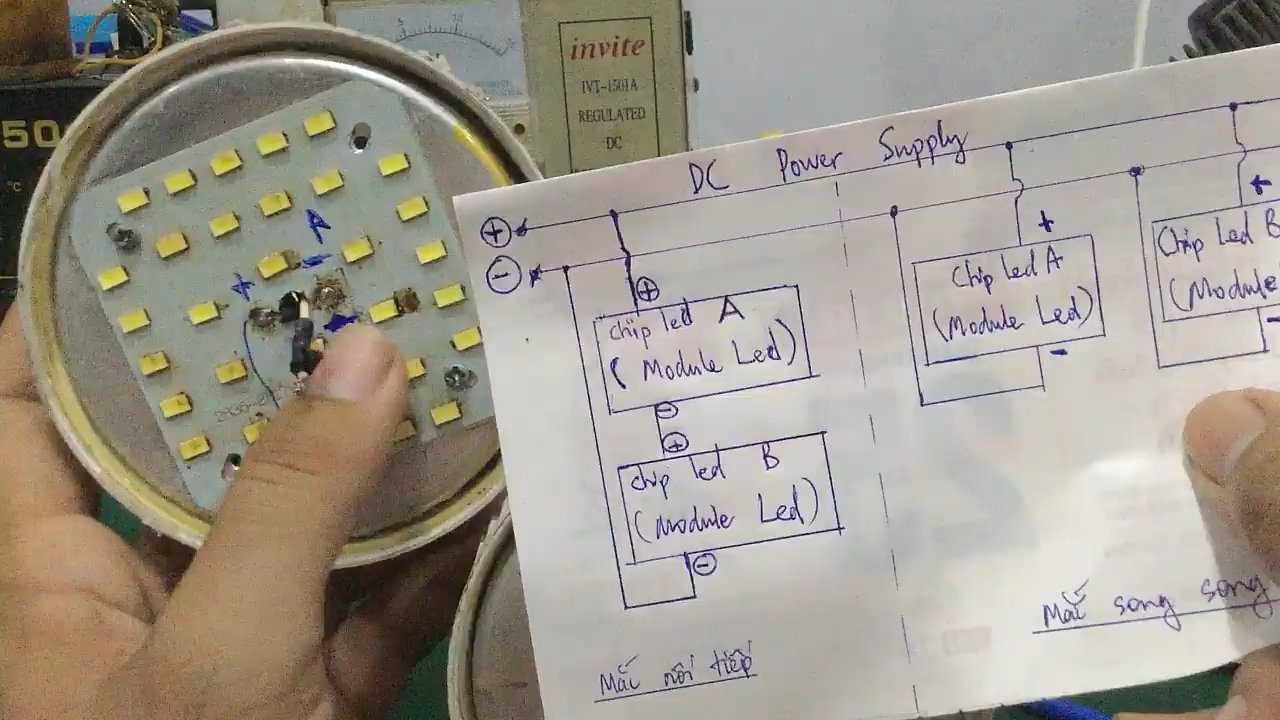 invite
IVT-1501A
REGULATED
DC
50
°C
DC Power Supply
+
-
+
chip led A
( Module Led)
-
+
chip led B
(Module Led)
-
Mắc nối tiếp
+
Chip led A
(Module Led)
-
+
Chip led B
(Module
-
Mắc song song
A
+
-